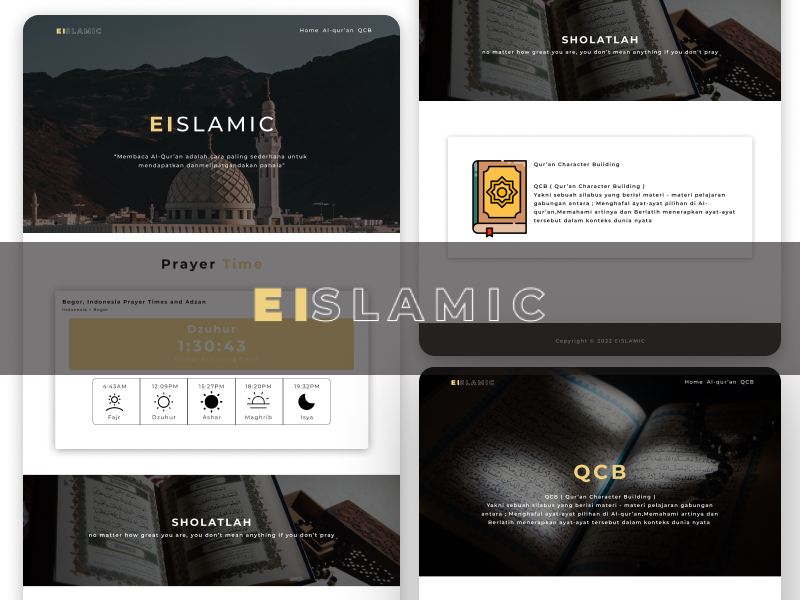 EISLAMIC
Home Al-qur'an QCB
EISLAMIC
"Membaca Al-Qur'an adalah cara paling sederhana untuk
mendapatkan danmelipatgandakan pahala"
Prayer Time
Bogor, Indonesia Prayer Times and Adzan
Indonesia > Bogor
Dzuhur
1:30:43
4:43AM
Fajr
12:09PM
Dzuhur
15:27PM
Ashar
18:20PM
Maghrib
19:32PM
Isya
SHOLATLAH
no matter how great you are, you don't mean anything if you don't pray
EISLAMIC
SHOLATLAH
no matter how great you are, you don't mean anything if you don't pray
Qur'an Character Building
QCB ( Qur'an Character Building )
Yakni sebuah silabus yang berisi materi - materi pelajaran
gabungan antara ; Menghafal ayat-ayat pilihan di Al-
qur'an,Memahami artinya dan Berlatih menerapkan ayat-ayat
tersebut dalam konteks dunia nyata
Copyright © 2022 EISLAMIC
EISLAMIC
Home Al-qur'an QCB
QCB
QCB ( Qur'an Character Building )
Yakni sebuah silabus yang berisi materi - materi pelajaran gabungan
antara ; Menghafal ayat-ayat pilihan di Al-qur'an,Memahami artinya dan
Berlatih menerapkan ayat-ayat tersebut dalam konteks dunia nyata